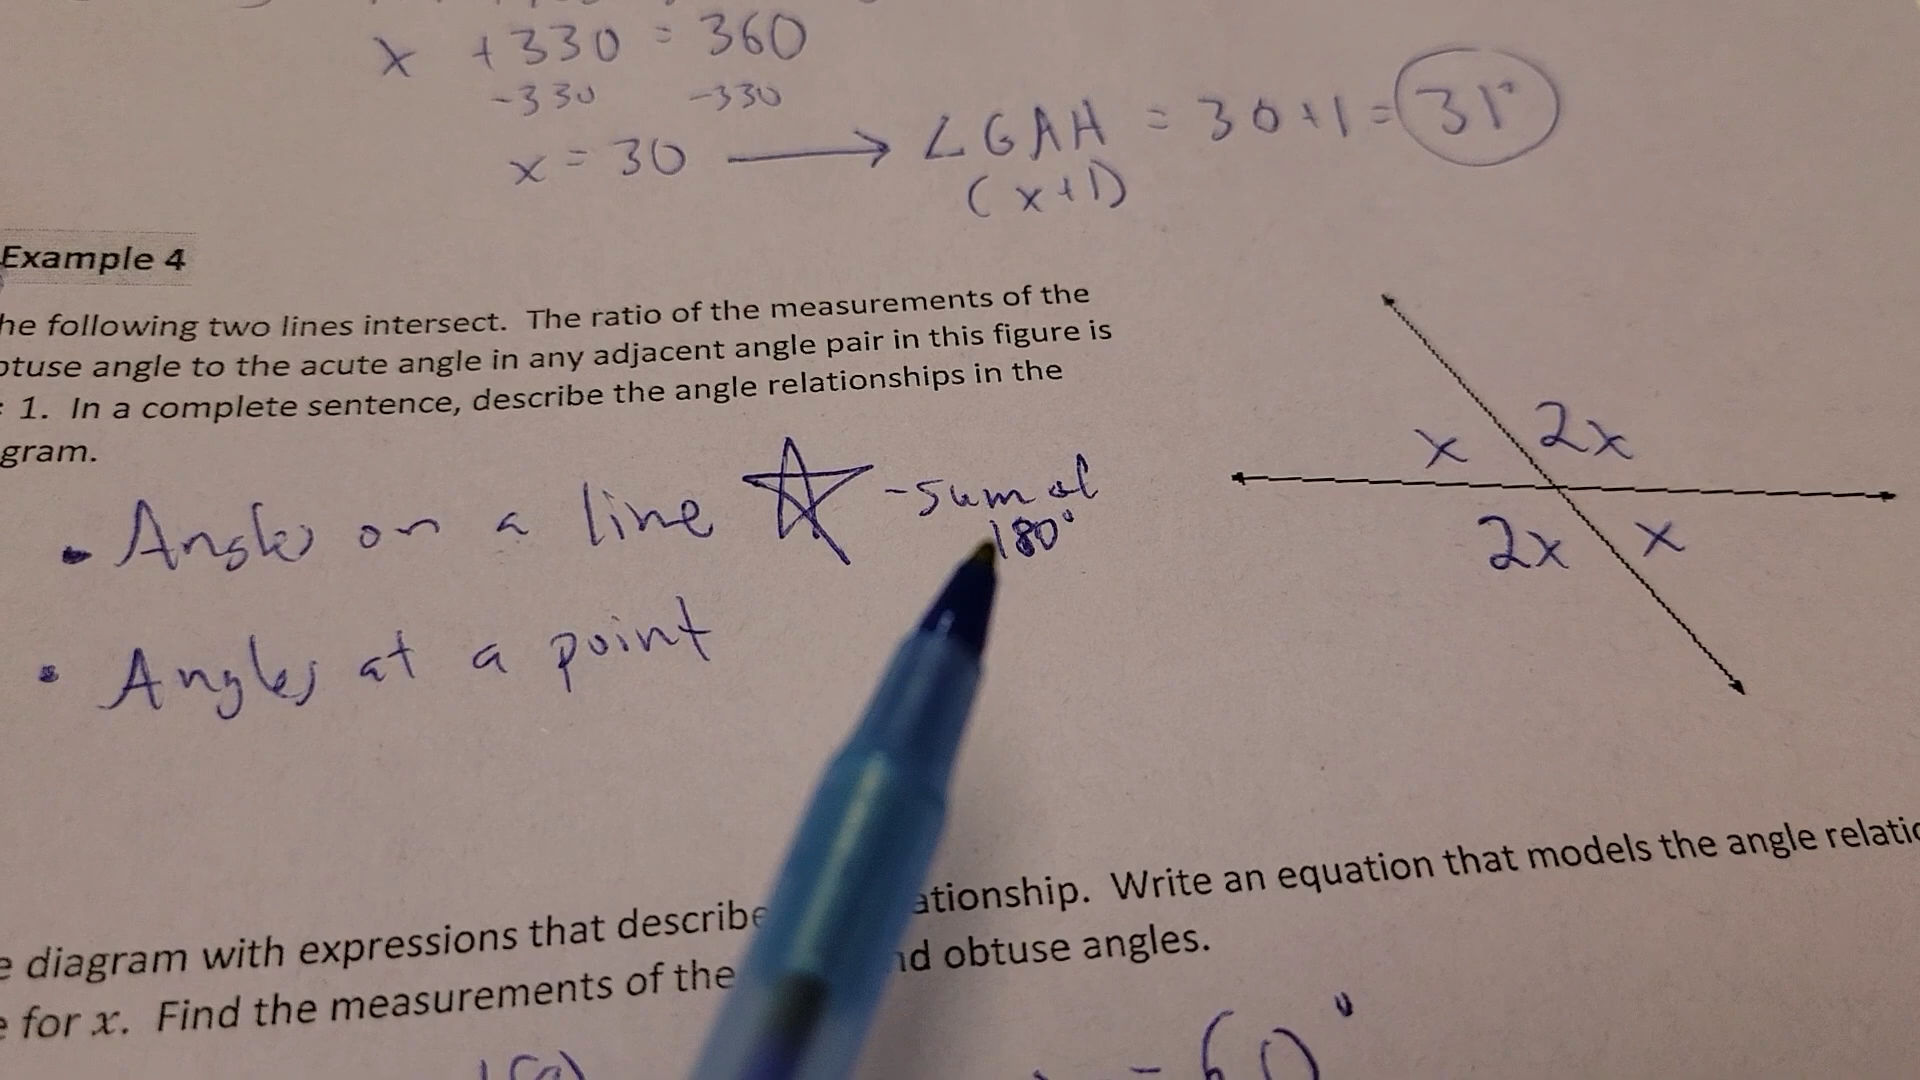 x + 330 = 360
-330 -330
x = 30 → ∠GAH = 30 + 1 = 31°
(x+1)
Example 4
he following two lines intersect. The ratio of the measurements of the
otuse angle to the acute angle in any adjacent angle pair in this figure is
: 1. In a complete sentence, describe the angle relationships in the
gram.
x 2x
2x x
• Angles on a line ☆ - sum of
180°
• Angles at a point
e diagram with expressions that describe ationship. Write an equation that models the angle relatio
e for x. Find the measurements of the nd obtuse angles.
60°